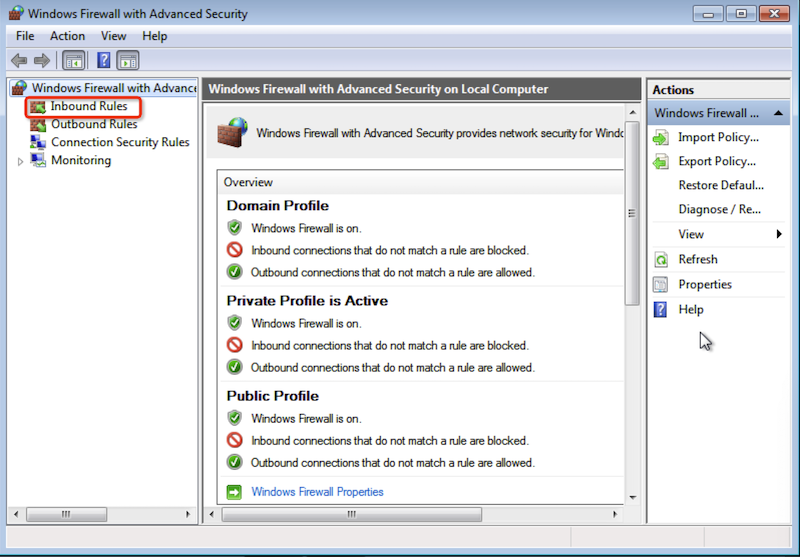 Windows Firewall with Advanced Security
File Action View Help
Windows Firewall with Advance
Inbound Rules
Outbound Rules
Connection Security Rules
Monitoring
Windows Firewall with Advanced Security on Local Computer
Windows Firewall with Advanced Security provides network security for Windo
Overview
Domain Profile
Windows Firewall is on.
Inbound connections that do not match a rule are blocked.
Outbound connections that do not match a rule are allowed.
Private Profile is Active
Windows Firewall is on.
Inbound connections that do not match a rule are blocked.
Outbound connections that do not match a rule are allowed.
Public Profile
Windows Firewall is on.
Inbound connections that do not match a rule are blocked.
Outbound connections that do not match a rule are allowed.
Windows Firewall Properties
Actions
Windows Firewall ...
Import Policy...
Export Policy...
Restore Defaul...
Diagnose / Re...
View
Refresh
Properties
Help